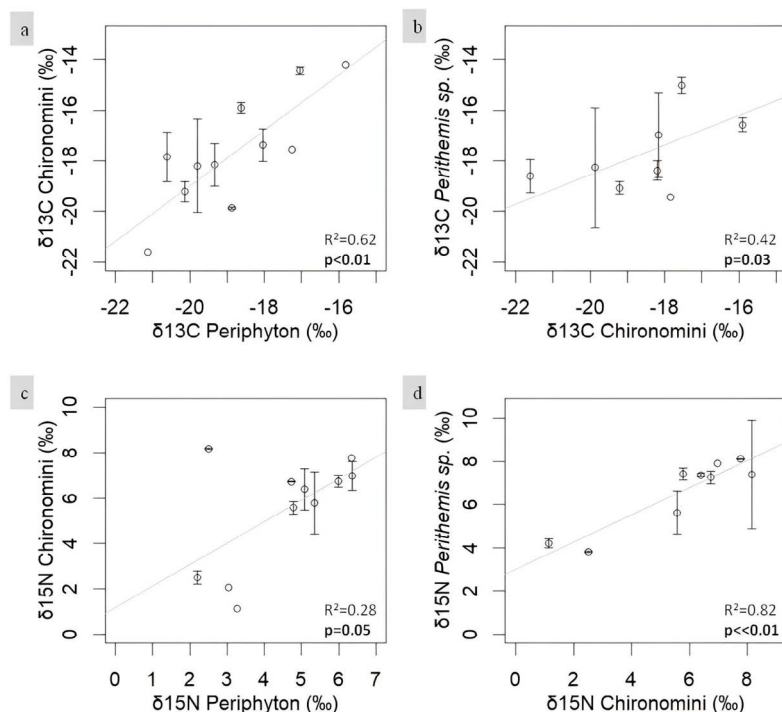 a
δ13C Chironomini (‰)
-14
-16
-18
-20
-22
R²=0.62
p<0.01
-22 -20 -18 -16
δ13C Periphyton (‰)
b
δ13C Perithemis sp. (‰)
-14
-16
-18
-20
-22
R²=0.42
p=0.03
-22 -20 -18 -16
δ13C Chironomini (‰)
c
δ15N Chironomini (‰)
10
8
6
4
2
0
R²=0.28
p=0.05
0 1 2 3 4 5 6 7
δ15N Periphyton (‰)
d
δ15N Perithemis sp. (‰)
10
8
6
4
2
0
R²=0.82
p<<0.01
0 2 4 6 8
δ15N Chironomini (‰)